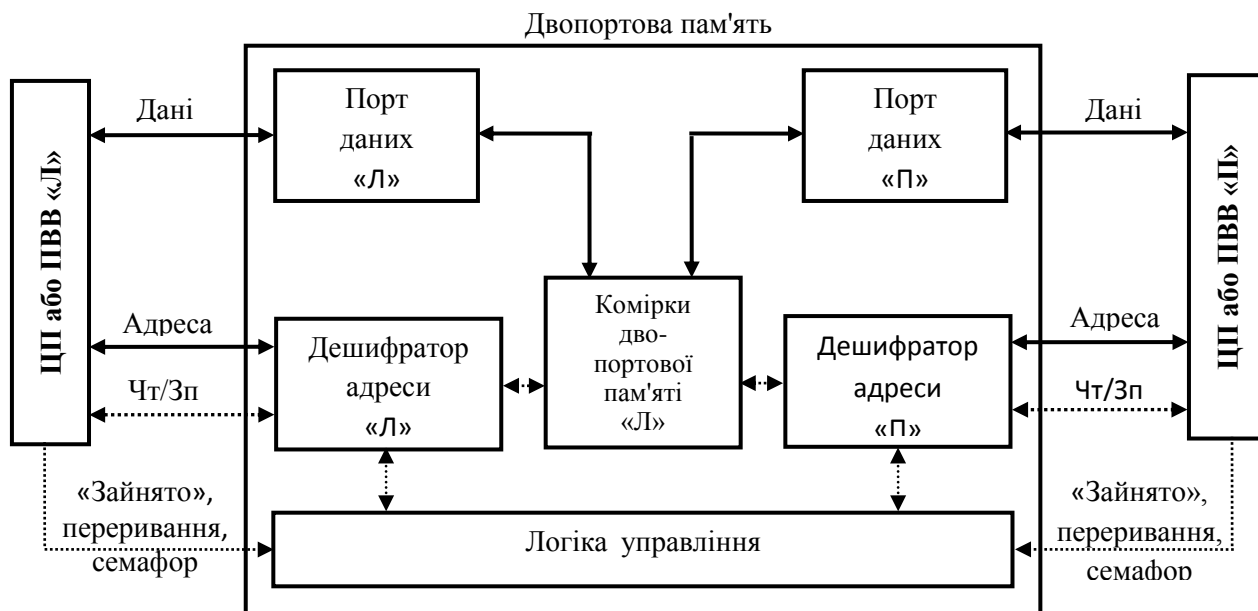 Двопортова пам'ять
ЦП або ПВВ «Л»
Дані
Порт
даних
«Л»
Порт
даних
«П»
Дані
ЦП або ПВВ «П»
Адреса
Чт/Зп
Дешифратор
адреси
«Л»
Комірки
дво-
портової
пам'яті
«Л»
Дешифратор
адреси
«П»
Адреса
Чт/Зп
«Зайнято»,
переривання,
семафор
Логіка управління
«Зайнято»,
переривання,
семафор